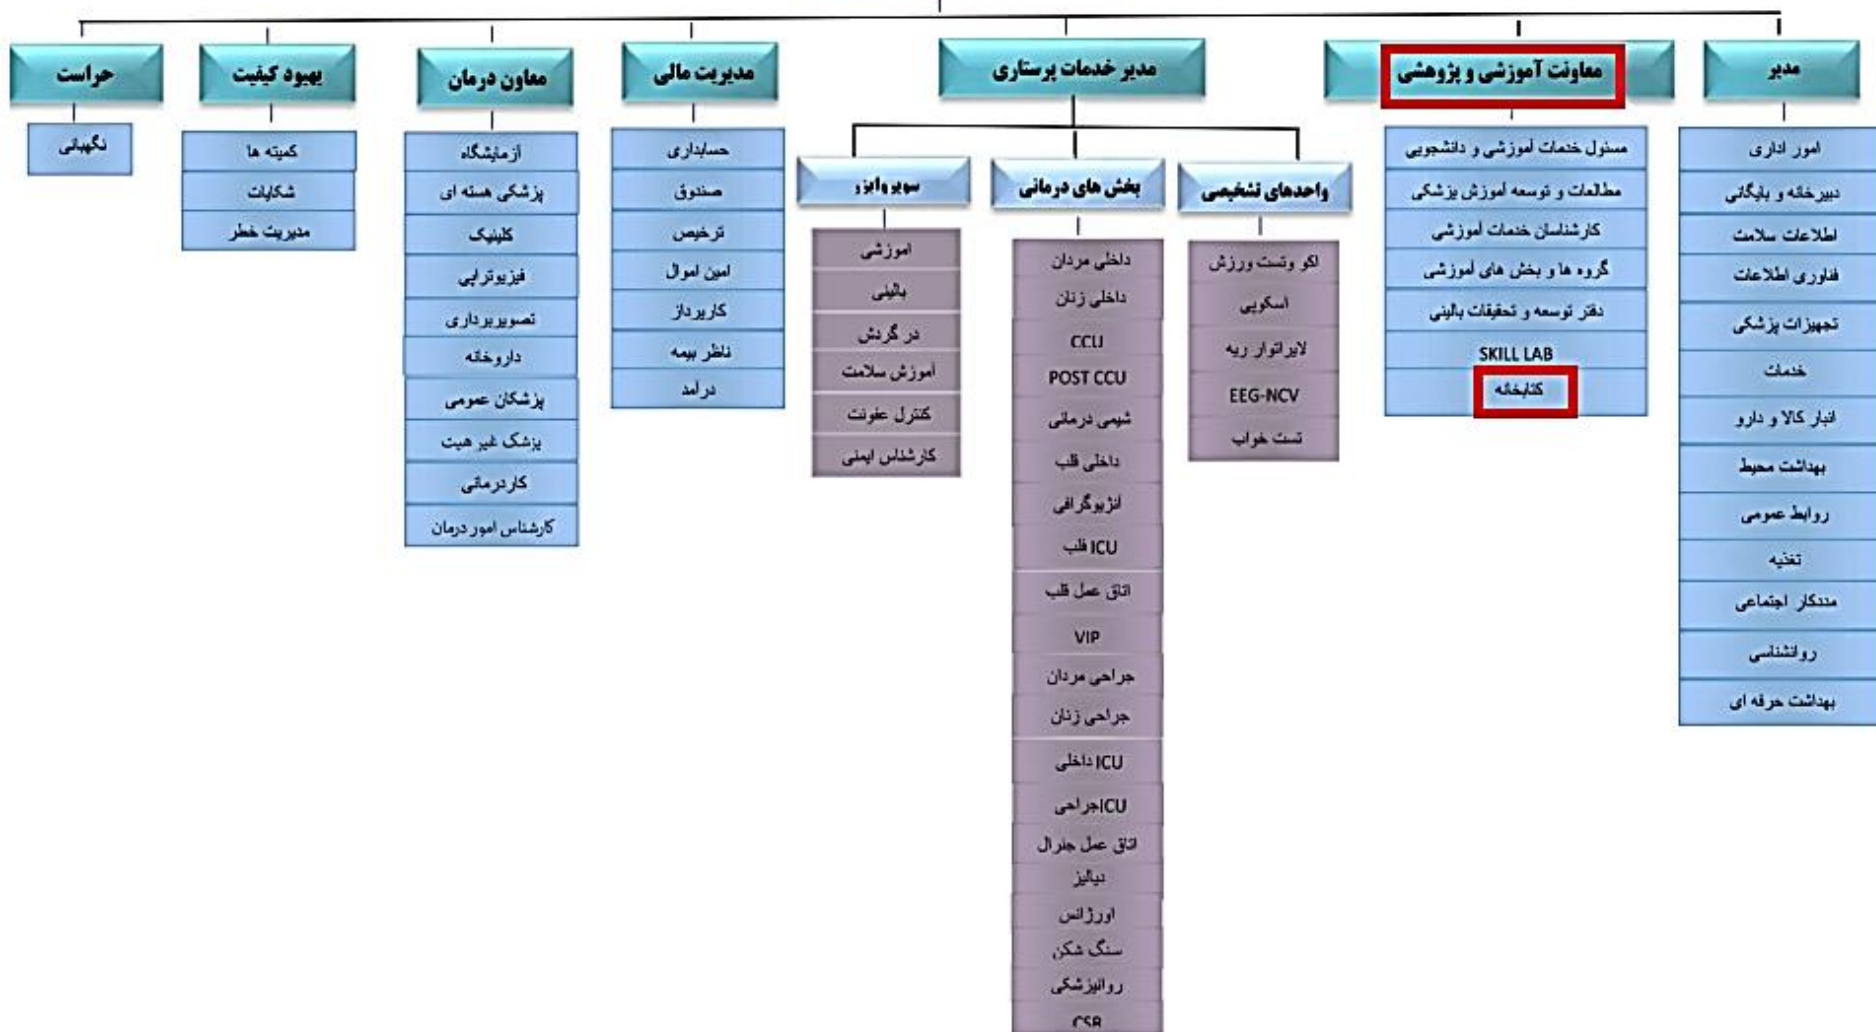 مدیر
امور اداری
دبیرخانه و بایگانی
اطلاعات سلامت
فناوری اطلاعات
تجهیزات پزشکی
خدمات
انبار کالا و دارو
بهداشت محیط
روابط عمومی
تغذیه
مددکار اجتماعی
روانشناسی
بهداشت حرفه ای
معاونت آموزشی و پژوهشی
مسئول خدمات آموزشی و دانشجویی
مطالعات و توسعه آموزش پزشکی
کارشناسان خدمات آموزشی
گروه ها و بخش های آموزشی
دفتر توسعه و تحقیقات بالینی
SKILL LAB
کتابخانه
مدیر خدمات پرستاری
واحدهای تشخیصی
اکو وتست ورزش
اسکوپی
لابراتوار ریه
EEG-NCV
تست خواب
بخش های درمانی
داخلی مردان
داخلی زنان
CCU
POST CCU
شیمی درمانی
داخلی قلب
آنژیوگرافی
ICU قلب
اتاق عمل قلب
VIP
جراحی مردان
جراحی زنان
ICU داخلی
ICUجراحی
اتاق عمل جنرال
دیالیز
اورژانس
سنگ شکن
روانپزشکی
CSR
سوپروایزر
اموزشی
بالینی
در گردش
آموزش سلامت
کنترل عفونت
کارشناس ایمنی
مدیریت مالی
حسابداری
صندوق
ترخیص
امین اموال
کارپرداز
ناظر بیمه
درآمد
معاون درمان
آزمایشگاه
پزشکی هسته ای
کلینیک
فیزیوتراپی
تصویربرداری
داروخانه
پزشکان عمومی
پزشک غیر هیت
کاردرمانی
کارشناس امور درمان
بهبود کیفیت
کمیته ها
شکایات
مدیریت خطر
حراست
نگهبانی